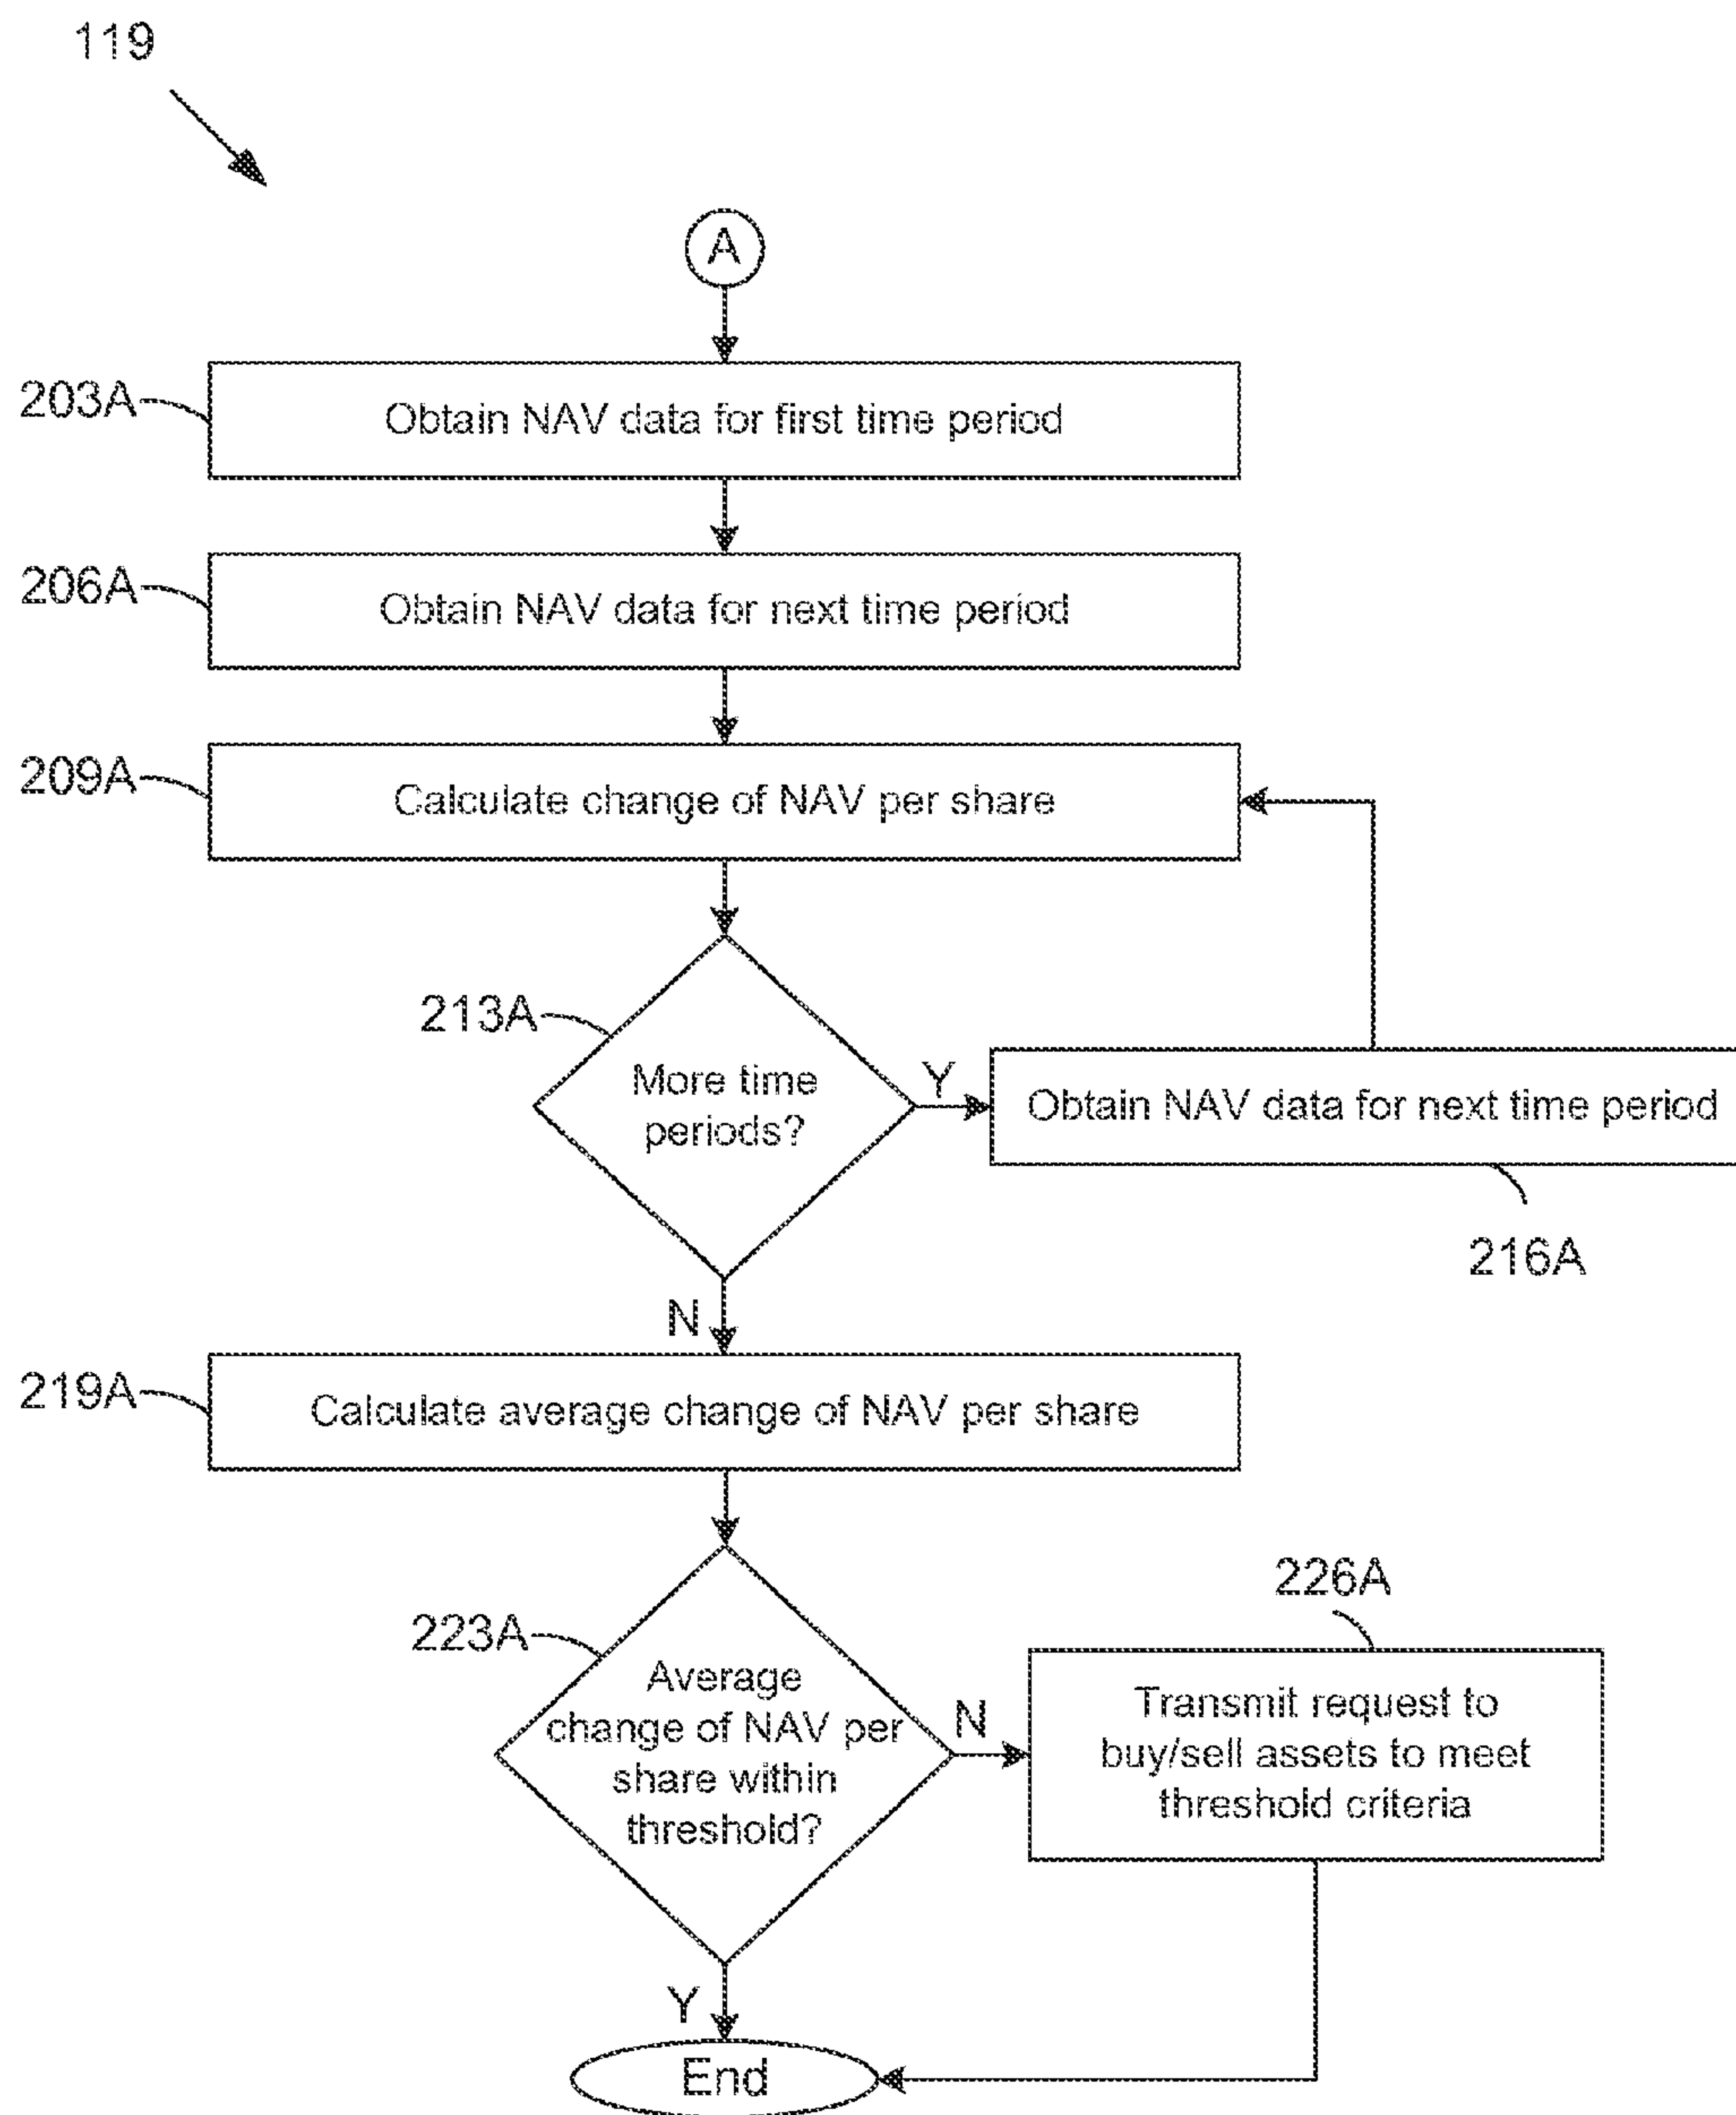 119
A
203A
Obtain NAV data for first time period
206A
Obtain NAV data for next time period
209A
Calculate change of NAV per share
213A
More time
periods?
Y
Obtain NAV data for next time period
216A
N
219A
Calculate average change of NAV per share
223A
Average
change of NAV per
share within
threshold?
N
226A
Transmit request to
buy/sell assets to meet
threshold criteria
Y
End